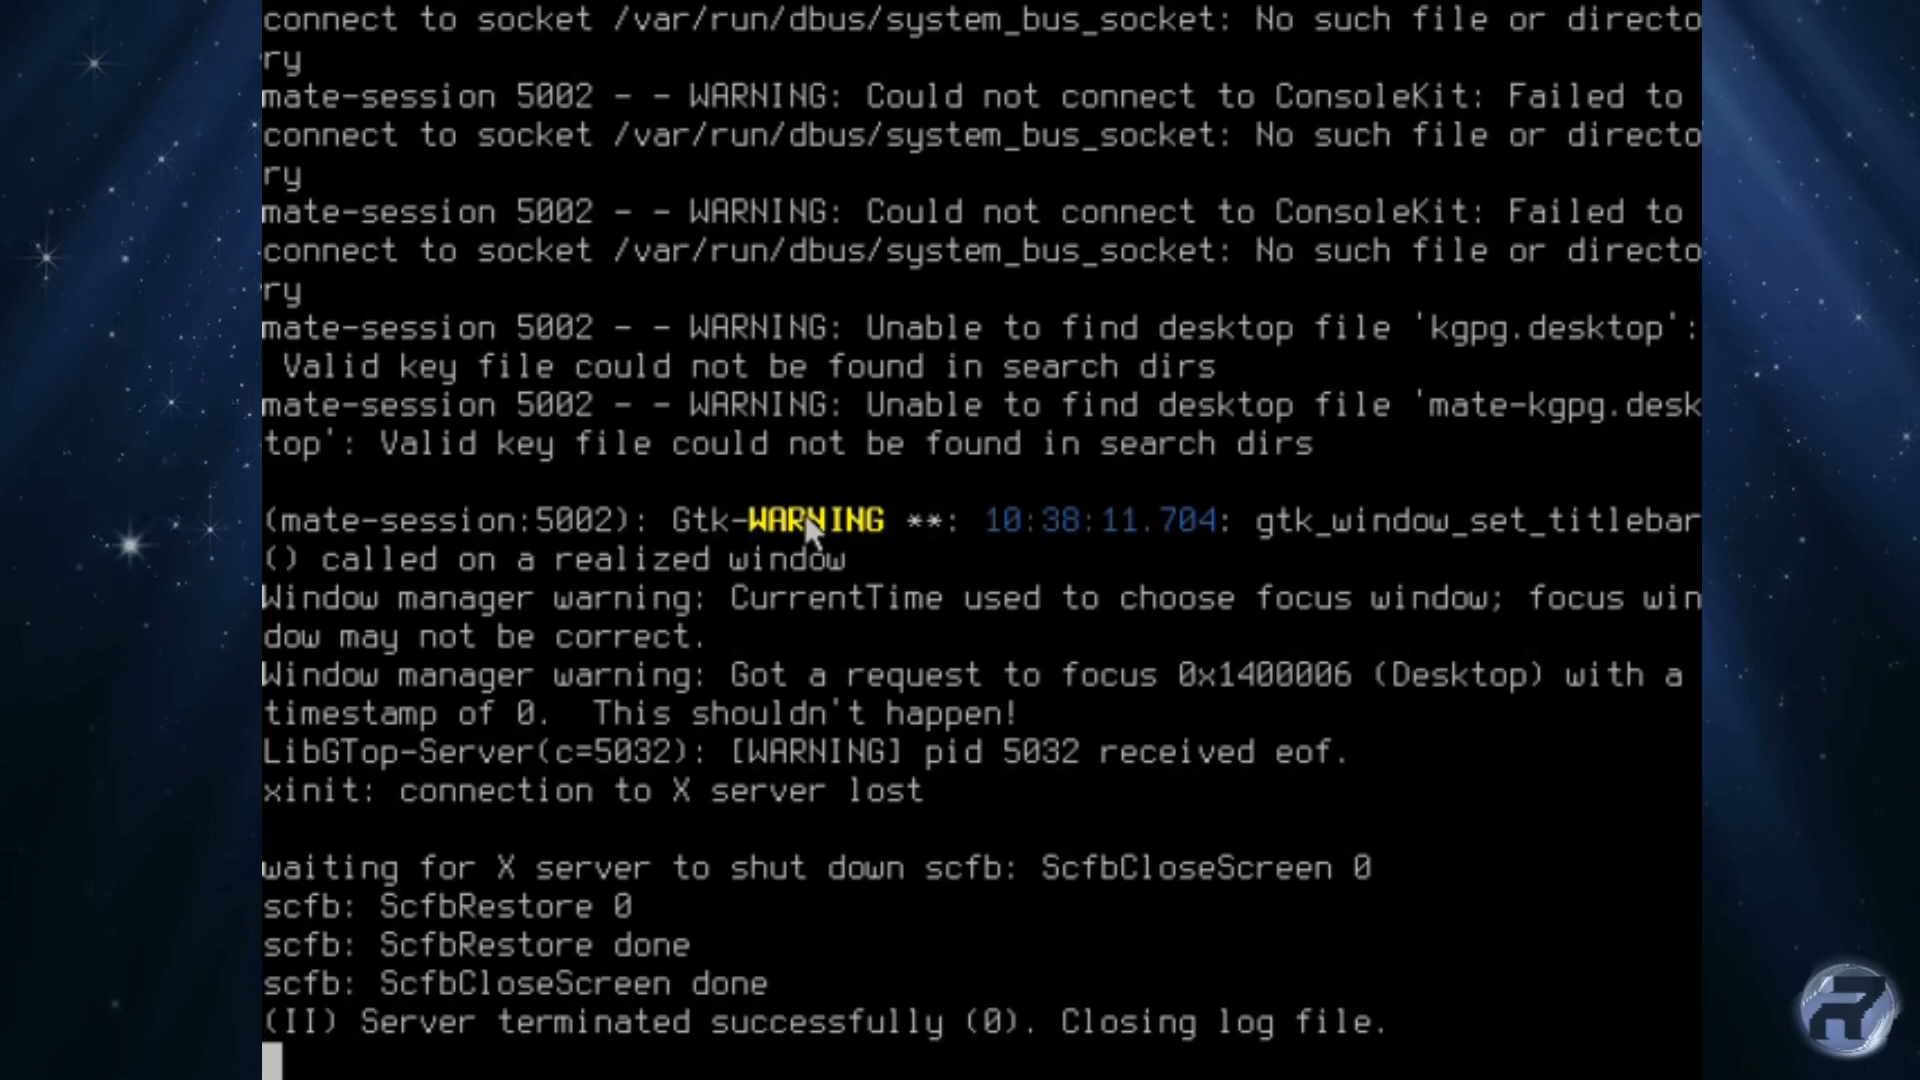 connect to socket /var/run/dbus/system_bus_socket: No such file or directo
ry
mate-session 5002 - - WARNING: Could not connect to ConsoleKit: Failed to
connect to socket /var/run/dbus/system_bus_socket: No such file or directo
ry
mate-session 5002 - - WARNING: Could not connect to ConsoleKit: Failed to
connect to socket /var/run/dbus/system_bus_socket: No such file or directo
ry
mate-session 5002 - - WARNING: Unable to find desktop file 'kgpg.desktop':
 Valid key file could not be found in search dirs
mate-session 5002 - - WARNING: Unable to find desktop file 'mate-kgpg.desk
top': Valid key file could not be found in search dirs
(mate-session:5002): Gtk-WARNING **: 10:38:11.704: gtk_window_set_titlebar
() called on a realized window
Window manager warning: CurrentTime used to choose focus window; focus win
dow may not be correct.
Window manager warning: Got a request to focus 0x1400006 (Desktop) with a
timestamp of 0.  This shouldn't happen!
LibGTop-Server(c=5032): [WARNING] pid 5032 received eof.
xinit: connection to X server lost
waiting for X server to shut down scfb: ScfbCloseScreen 0
scfb: ScfbRestore 0
scfb: ScfbRestore done
scfb: ScfbCloseScreen done
(II) Server terminated successfully (0). Closing log file.